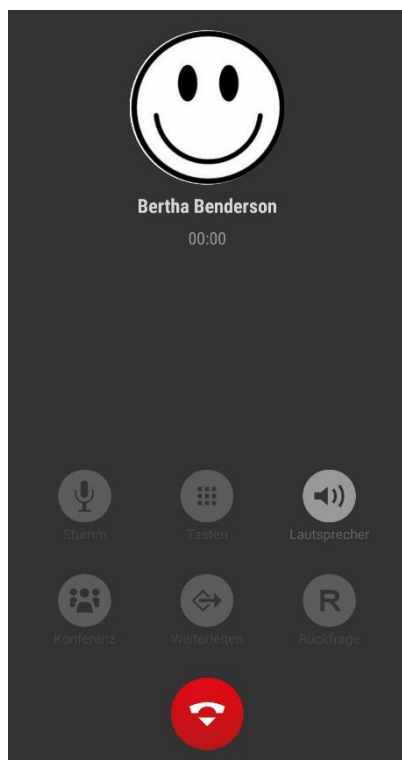 Bertha Benderson
00:00
Stumm Tasten Lautsprecher
Konferenz Weiterleiten R Rückfrage